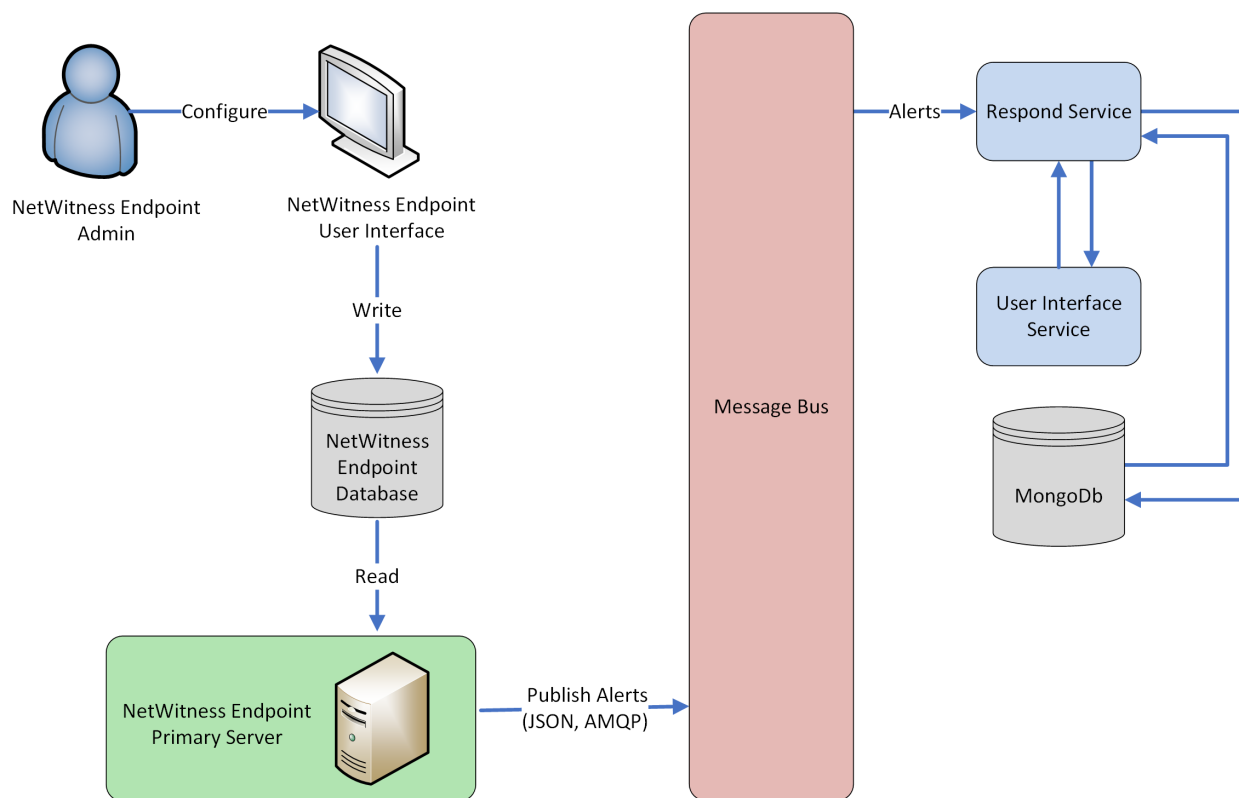 Configure
NetWitness Endpoint
Admin
NetWitness Endpoint
User Interface
Write
NetWitness
Endpoint
Database
Read
NetWitness Endpoint
Primary Server
Publish Alerts
(JSON, AMQP)
Message Bus
Alerts
Respond Service
User Interface
Service
MongoDb